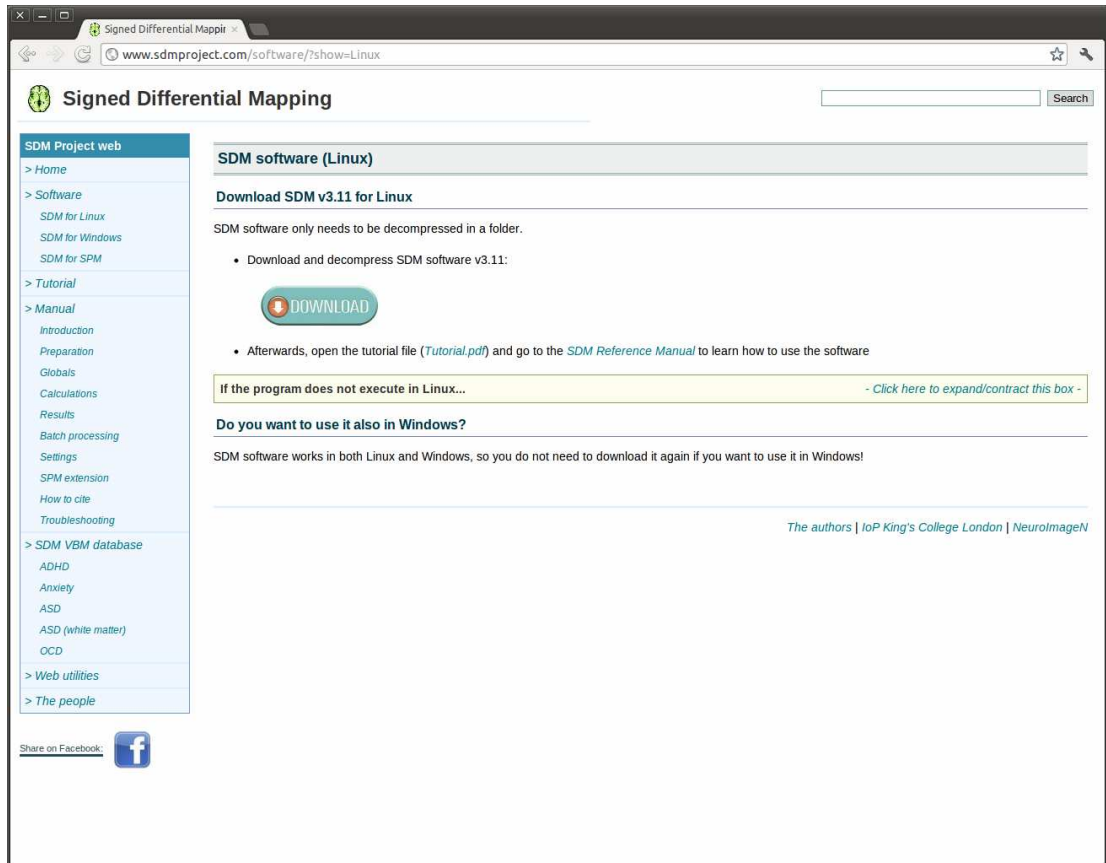 Signed Differential Mappin
www.sdmproject.com/software/?show=Linux
Signed Differential Mapping
Search
SDM Project web
> Home
> Software
SDM for Linux
SDM for Windows
SDM for SPM
> Tutorial
> Manual
Introduction
Preparation
Globals
Calculations
Results
Batch processing
Settings
SPM extension
How to cite
Troubleshooting
> SDM VBM database
ADHD
Anxiety
ASD
ASD (white matter)
OCD
> Web utilities
> The people
Share on Facebook:
SDM software (Linux)
Download SDM v3.11 for Linux
SDM software only needs to be decompressed in a folder.
• Download and decompress SDM software v3.11:
DOWNLOAD
• Afterwards, open the tutorial file (Tutorial.pdf) and go to the SDM Reference Manual to learn how to use the software
If the program does not execute in Linux... - Click here to expand/contract this box -
Do you want to use it also in Windows?
SDM software works in both Linux and Windows, so you do not need to download it again if you want to use it in Windows!
The authors | IoP King's College London | NeuroImageN